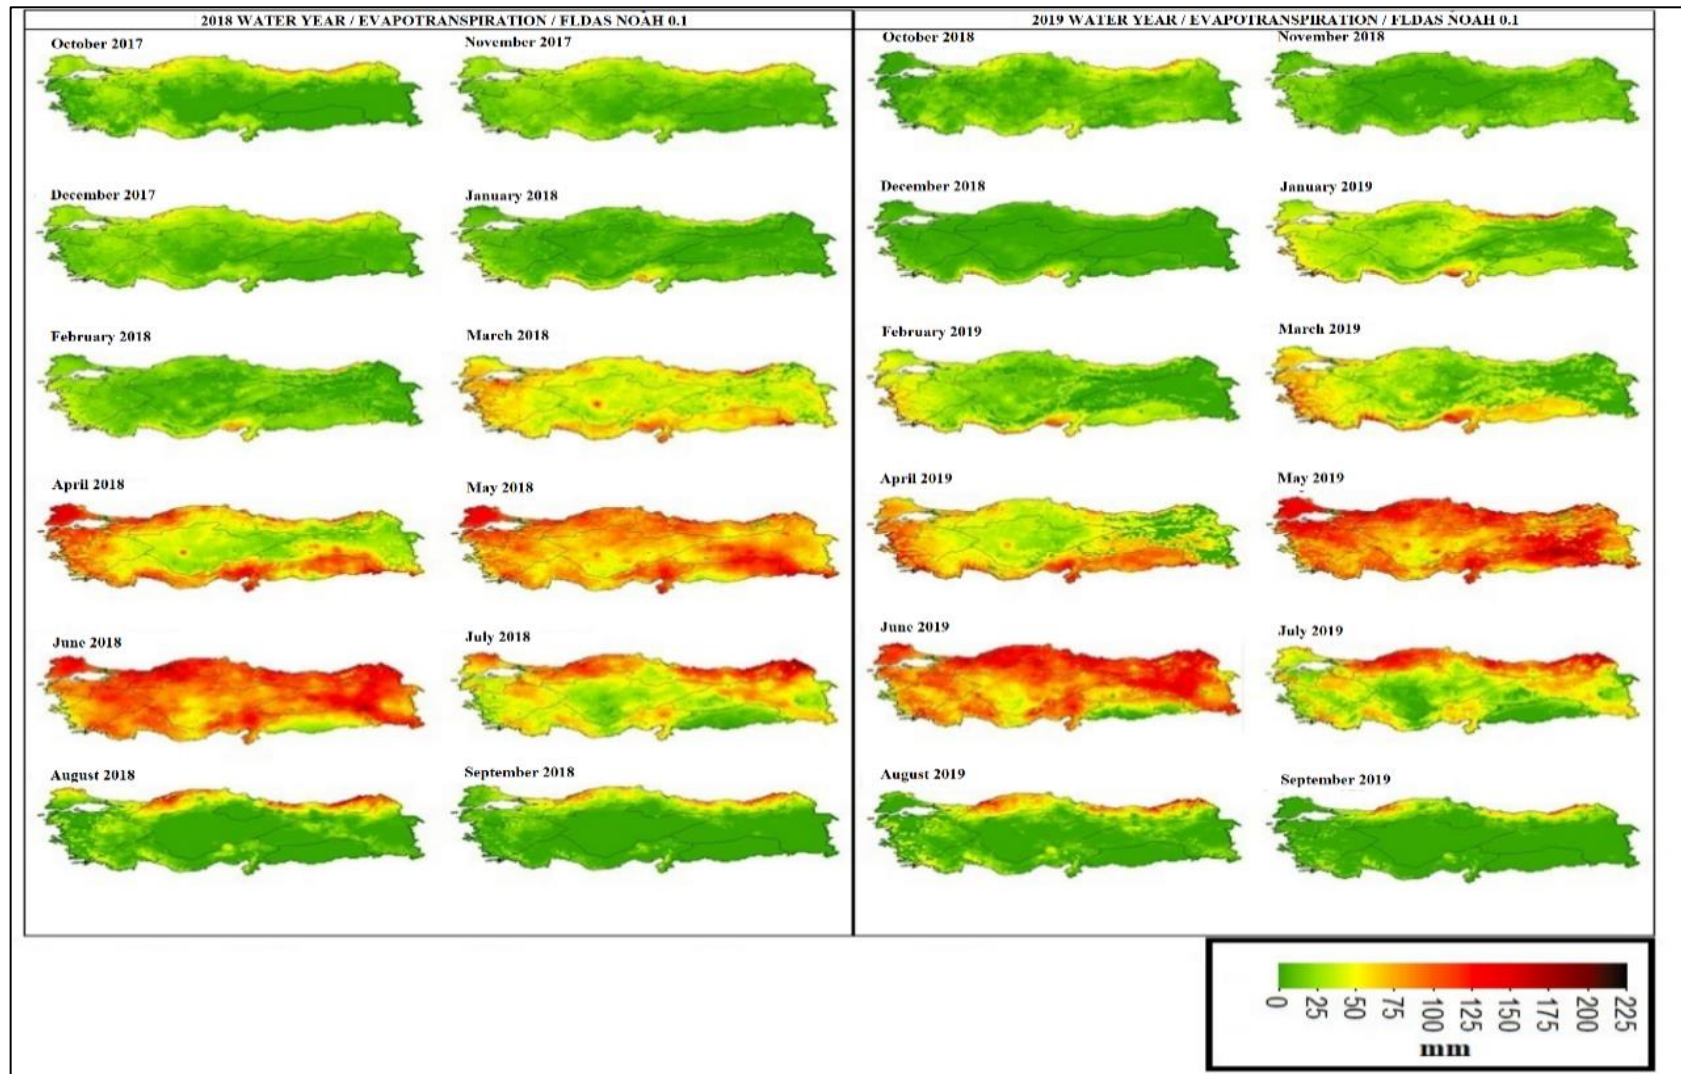 2018 WATER YEAR / EVAPOTRANSPIRATION / FLDAS NOAH 0.1
October 2017
November 2017
December 2017
January 2018
February 2018
March 2018
April 2018
May 2018
June 2018
July 2018
August 2018
September 2018
2019 WATER YEAR / EVAPOTRANSPIRATION / FLDAS NOAH 0.1
October 2018
November 2018
December 2018
January 2019
February 2019
March 2019
April 2019
May 2019
June 2019
July 2019
August 2019
September 2019
0 25 50 75 100 125 150 175 200 225
mm